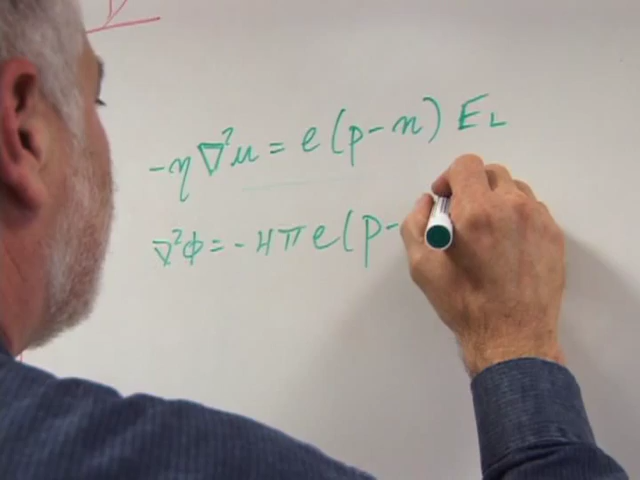 -η∇²u = e(p-n) E_L
∇²ϕ = -4πe(p-